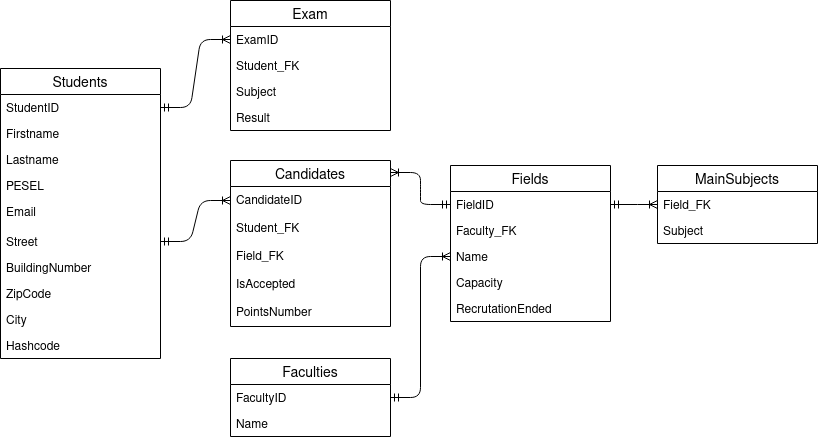 Exam
ExamID
Student_FK
Subject
Result
Students
StudentID
Firstname
Lastname
PESEL
Email
Street
BuildingNumber
ZipCode
City
Hashcode
Candidates
CandidateID
Student_FK
Field_FK
IsAccepted
PointsNumber
Fields
FieldID
Faculty_FK
Name
Capacity
RecrutationEnded
MainSubjects
Field_FK
Subject
Faculties
FacultyID
Name